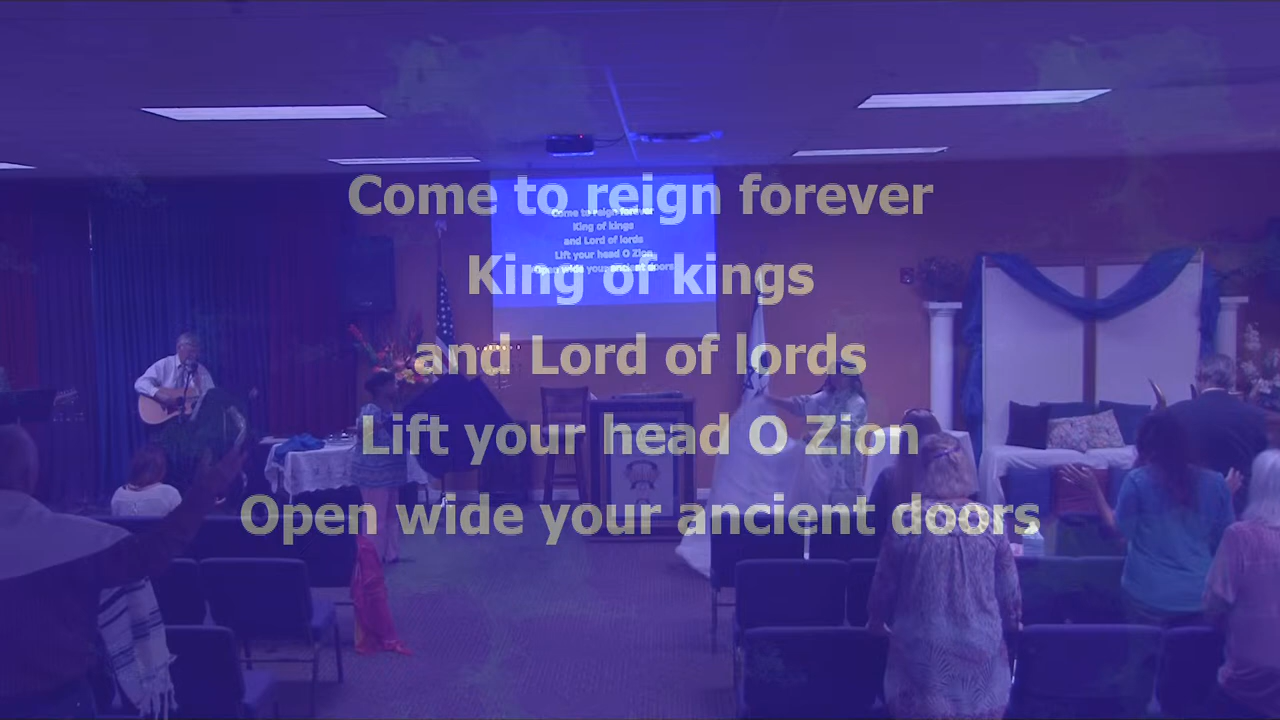 Come to reign forever
King of kings
and Lord of lords
Lift your head O Zion
Open wide your ancient doors
Come to reign forever
King of kings
and Lord of lords
Lift your head O Zion
Open wide your ancient doors